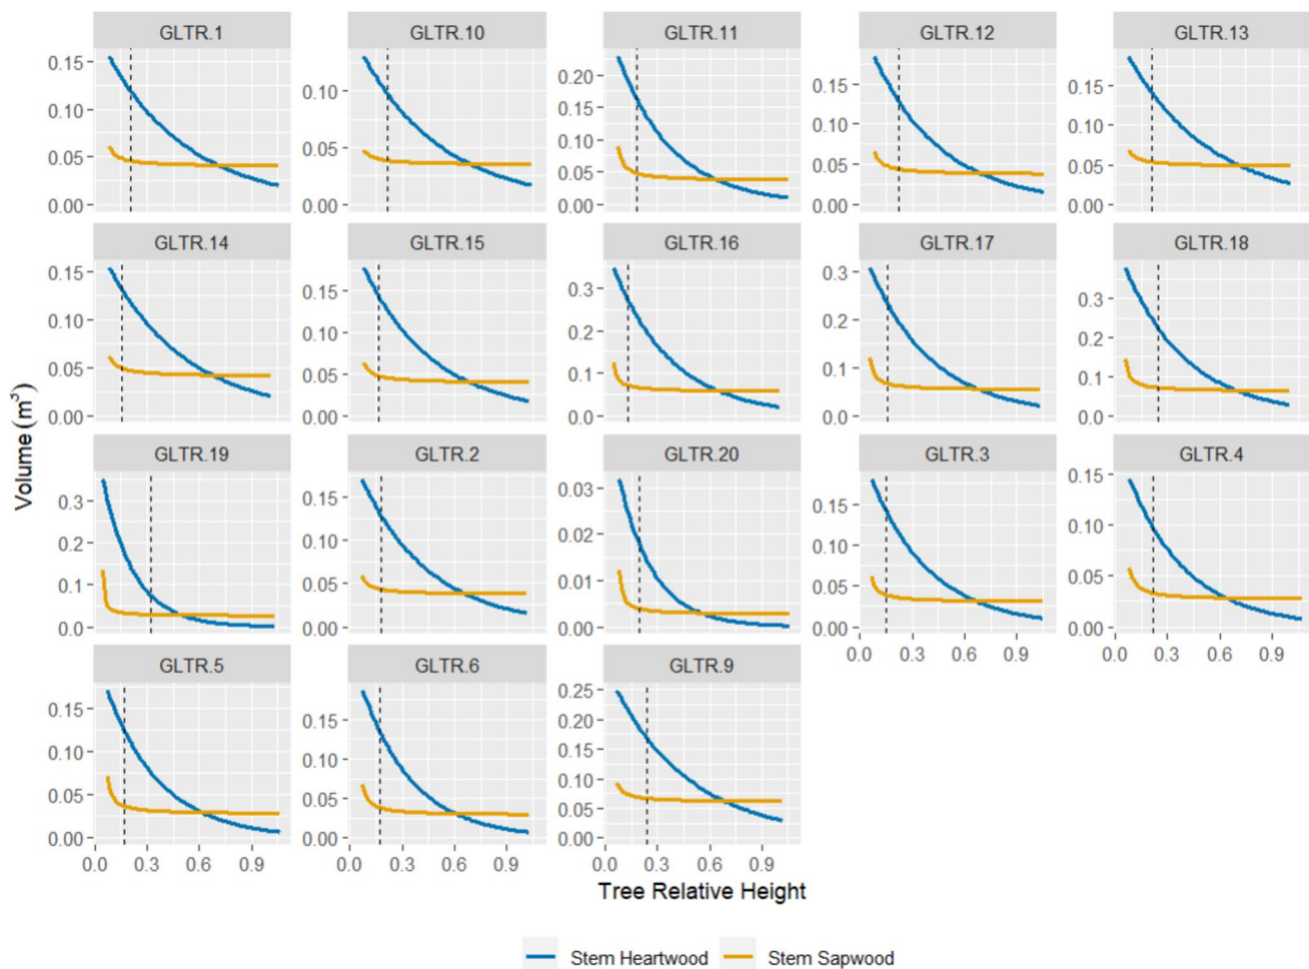 GLTR.1 GLTR.10 GLTR.11 GLTR.12 GLTR.13
0.15 0.10 0.05 0.00
0.10 0.05 0.00
0.20 0.15 0.10 0.05 0.00
0.15 0.10 0.05 0.00
0.15 0.10 0.05 0.00
GLTR.14 GLTR.15 GLTR.16 GLTR.17 GLTR.18
0.15 0.10 0.05 0.00
0.15 0.10 0.05 0.00
0.3 0.2 0.1 0.0
0.3 0.2 0.1 0.0
0.3 0.2 0.1 0.0
Volume (m³)
GLTR.19 GLTR.2 GLTR.20 GLTR.3 GLTR.4
0.3 0.2 0.1 0.0
0.15 0.10 0.05 0.00
0.03 0.02 0.01 0.00
0.15 0.10 0.05 0.00
0.15 0.10 0.05 0.00
0.0 0.3 0.6 0.9 0.0 0.3 0.6 0.9
GLTR.5 GLTR.6 GLTR.9
0.15 0.10 0.05 0.00
0.15 0.10 0.05 0.00
0.25 0.20 0.15 0.10 0.05 0.00
0.0 0.3 0.6 0.9 0.0 0.3 0.6 0.9 0.0 0.3 0.6 0.9
Tree Relative Height
Stem Heartwood Stem Sapwood